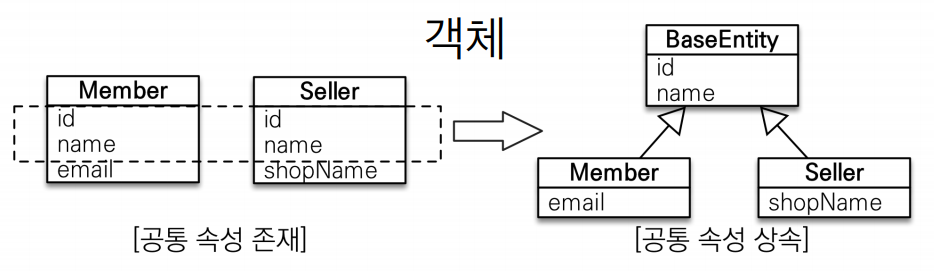 객체
Member
id
name
email
Seller
id
name
shopName
[공통 속성 존재]
BaseEntity
id
name
Member
email
Seller
shopName
[공통 속성 상속]